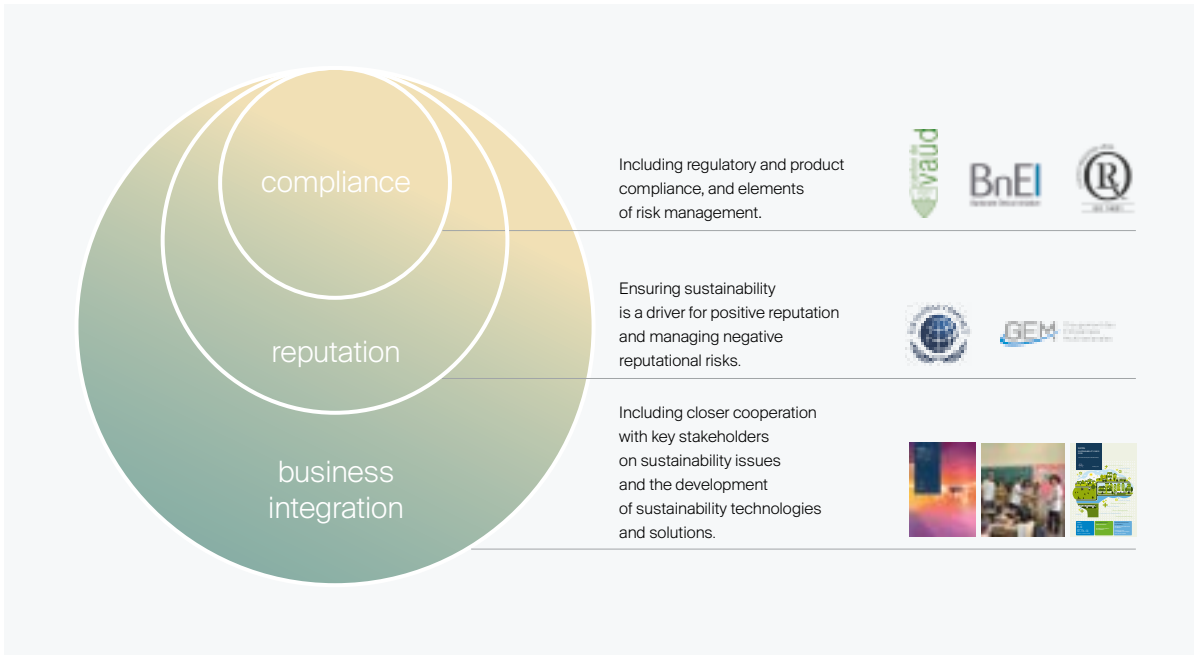 compliance
Including regulatory and product
compliance, and elements
of risk management.
vaud
BnEI
R
reputation
Ensuring sustainability
is a driver for positive reputation
and managing negative
reputational risks.
GEM
business
integration
Including closer cooperation
with key stakeholders
on sustainability issues
and the development
of sustainability technologies
and solutions.